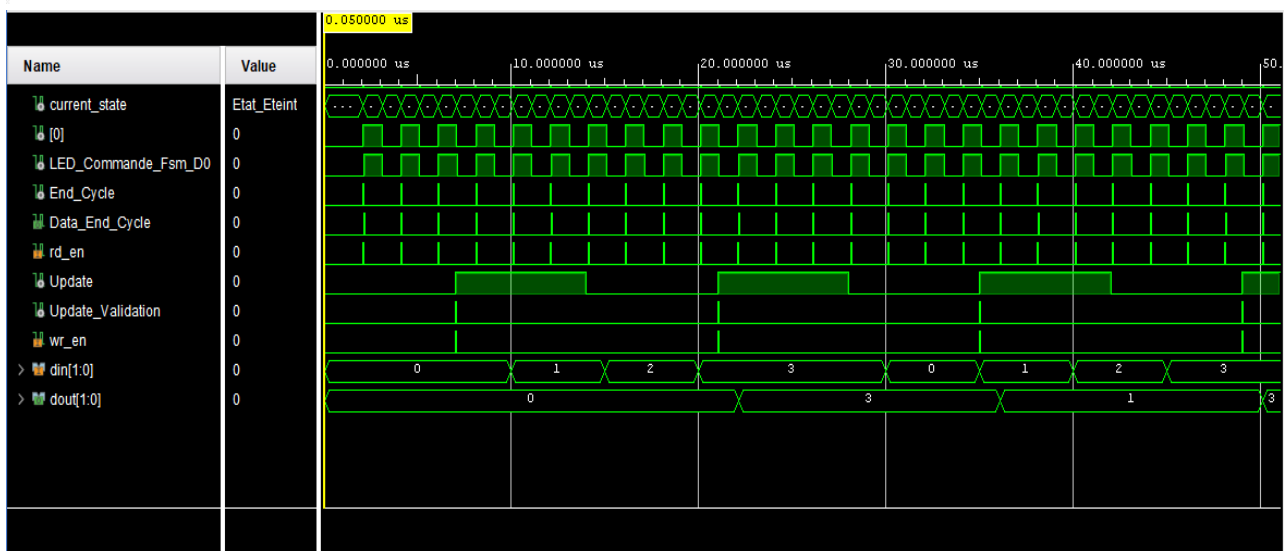 0.050000 us
Name Value
0.000000 us 10.000000 us 20.000000 us 30.000000 us 40.000000 us 50.
current_state Etat_Eteint
[0] 0
LED_Commande_Fsm_D0 0
End_Cycle 0
Data_End_Cycle 0
rd_en 0
Update 0
Update_Validation 0
wr_en 0
din[1:0] 0 0 1 2 3 0 1 2 3
dout[1:0] 0 0 3 1 3